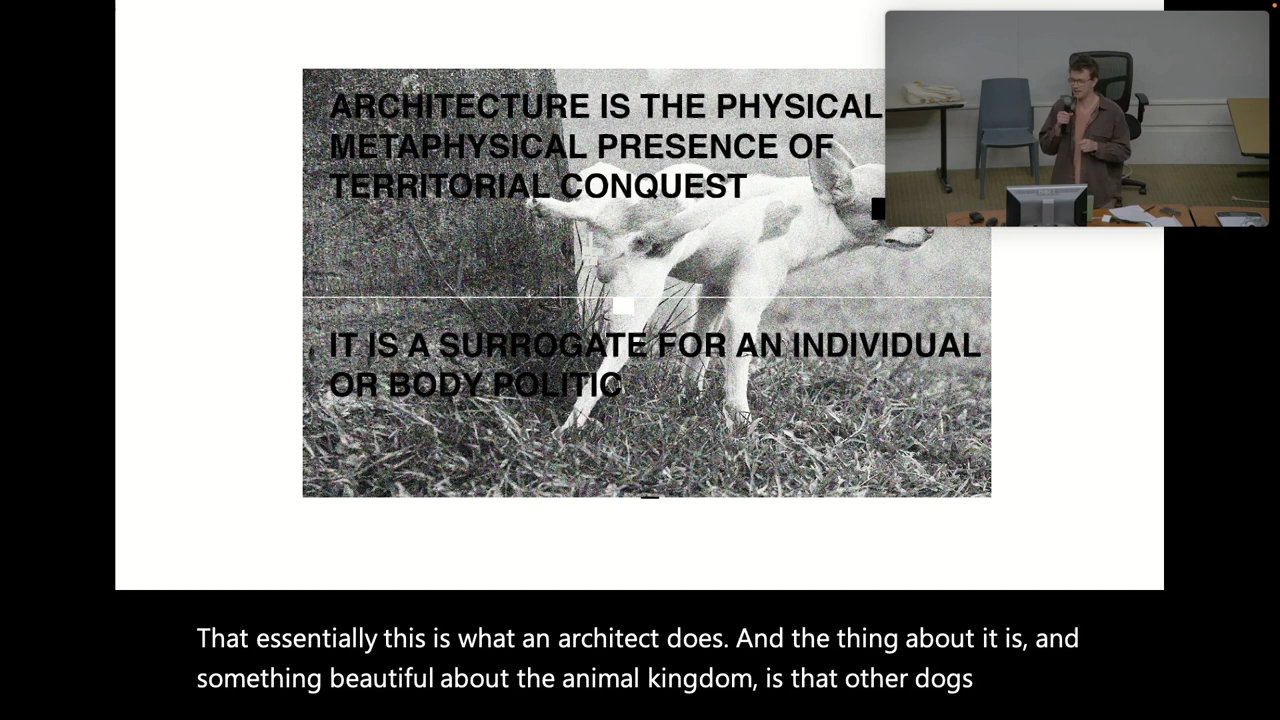 ARCHITECTURE IS THE PHYSICAL
METAPHYSICAL PRESENCE OF
TERRITORIAL CONQUEST
IT IS A SURROGATE FOR AN INDIVIDUAL
OR BODY POLITIC
That essentially this is what an architect does. And the thing about it is, and
something beautiful about the animal kingdom, is that other dogs